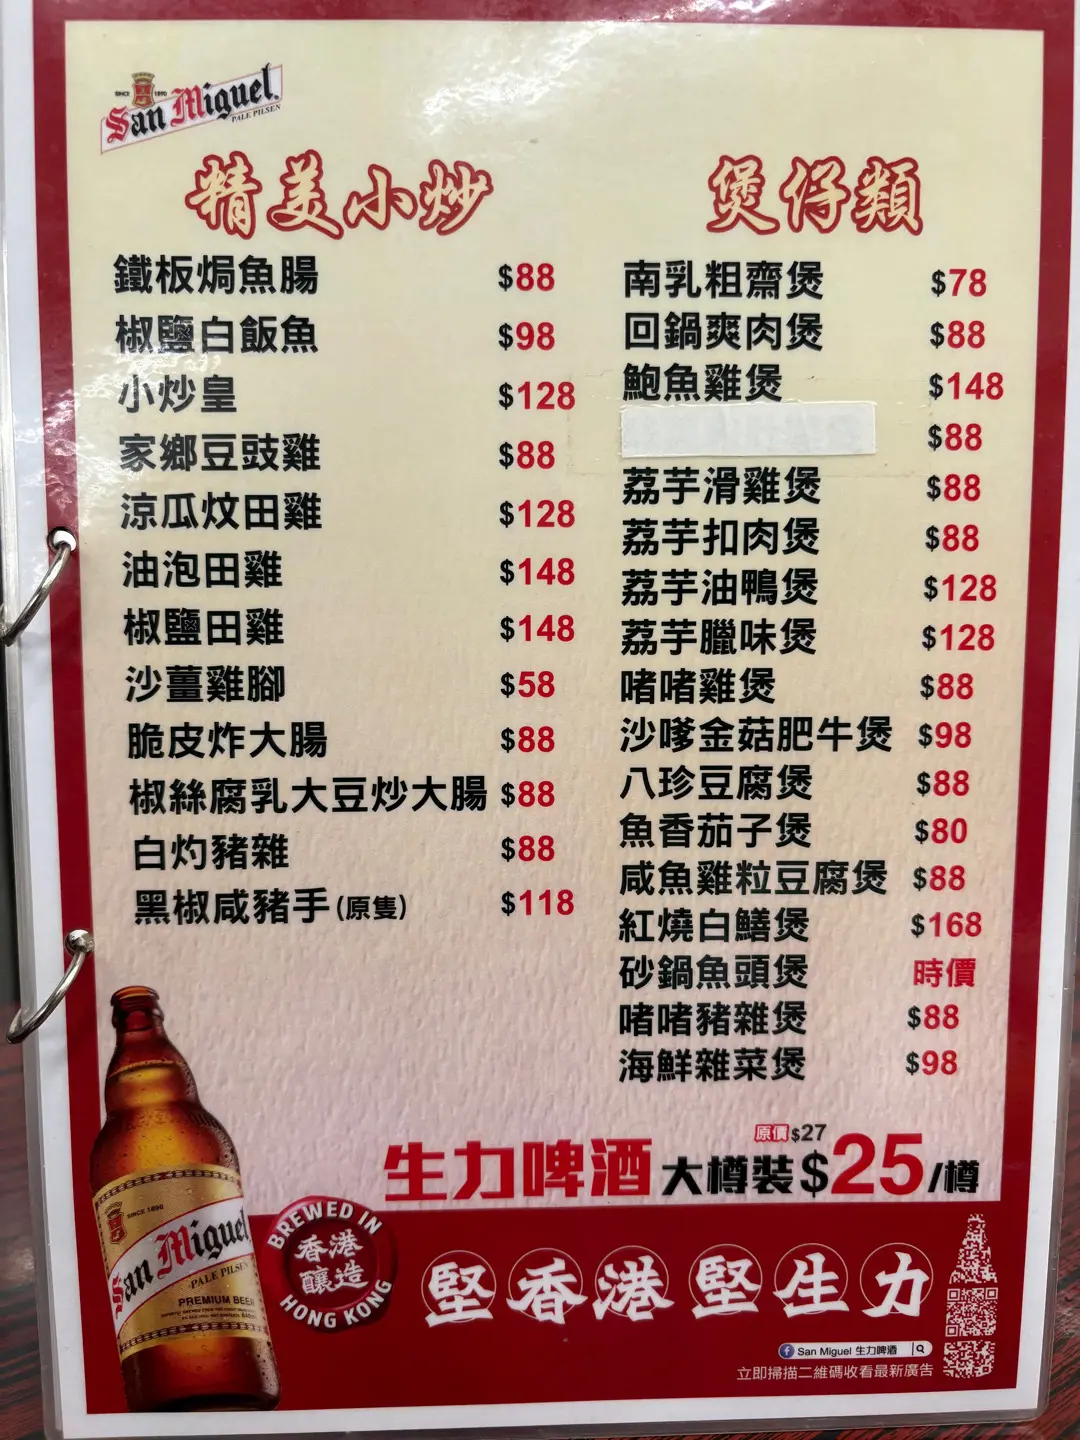 SINCE 1890
San Miguel
PALE PILSEN
精美小炒
鐵板焗魚腸 $88
椒鹽白飯魚 $98
小炒皇 $128
家鄉豆豉雞 $88
涼瓜炆田雞 $128
油泡田雞 $148
椒鹽田雞 $148
沙薑雞腳 $58
脆皮炸大腸 $88
椒絲腐乳大豆炒大腸 $88
白灼豬雜 $88
黑椒咸豬手(原隻) $118
煲仔類
南乳粗齋煲 $78
回鍋爽肉煲 $88
鮑魚雞煲 $148
$88
荔芋滑雞煲 $88
荔芋扣肉煲 $88
荔芋油鴨煲 $128
荔芋臘味煲 $128
啫啫雞煲 $88
沙嗲金菇肥牛煲 $98
八珍豆腐煲 $88
魚香茄子煲 $80
咸魚雞粒豆腐煲 $88
紅燒白鱔煲 $168
砂鍋魚頭煲 時價
啫啫豬雜煲 $88
海鮮雜菜煲 $98
原價$27
生力啤酒 大樽裝$25/樽
SINCE 1890
San Miguel
PALE PILSEN
PREMIUM BEER
BREWED IN
香港
釀造
HONG KONG
堅香港堅生力
San Miguel 生力啤酒
立即掃描二維碼收看最新廣告